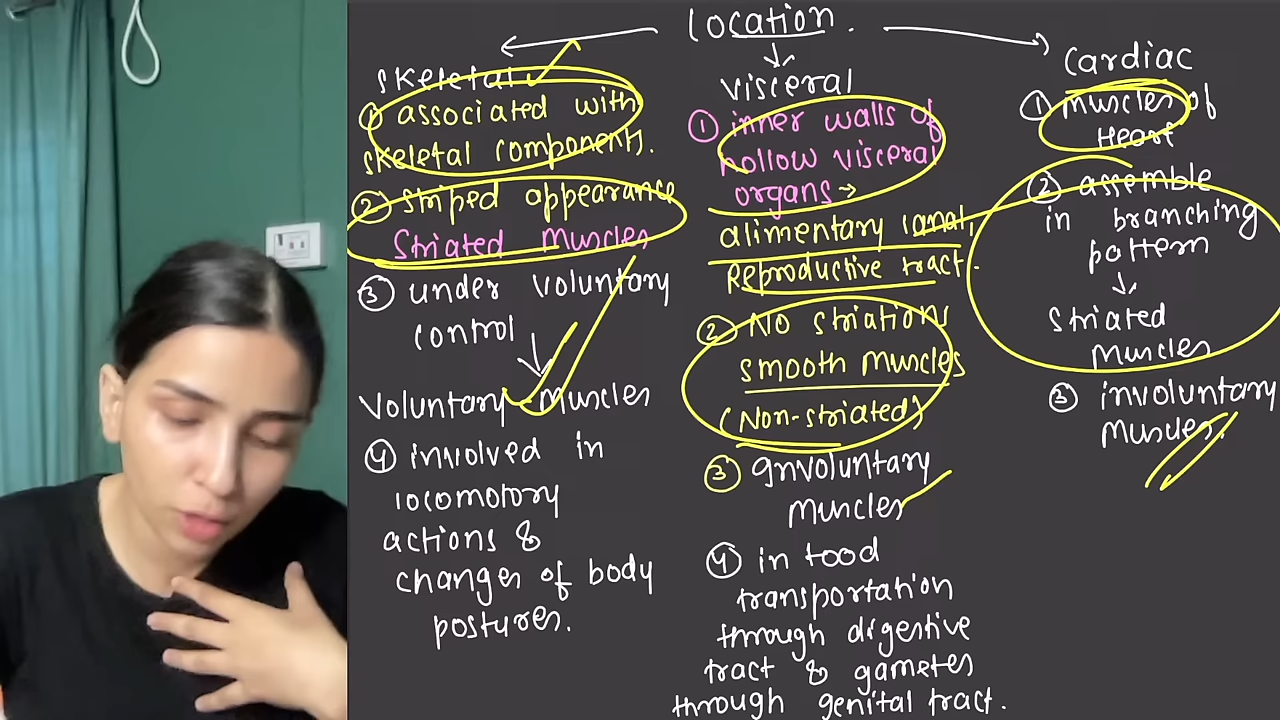 Location.
Skeletal
① associated with
skeletal components.
② Striped appearance
Striated Muscles
③ under voluntary
control
Voluntary Muscles
④ involved in
locomotory
actions &
changes of body
postures.
Visceral
① inner walls of
hollow visceral
organs →
alimentary canal,
Reproductive tract.
② No striations
smooth Muscles
(Non-striated)
③ Involuntary
Muscles
④ in food
transportation
through digestive
tract & gametes
through genital tract.
Cardiac
① Muscles of
Heart
② assemble
in branching
pattern
Striated
Muscles
③ involuntary
Muscles.